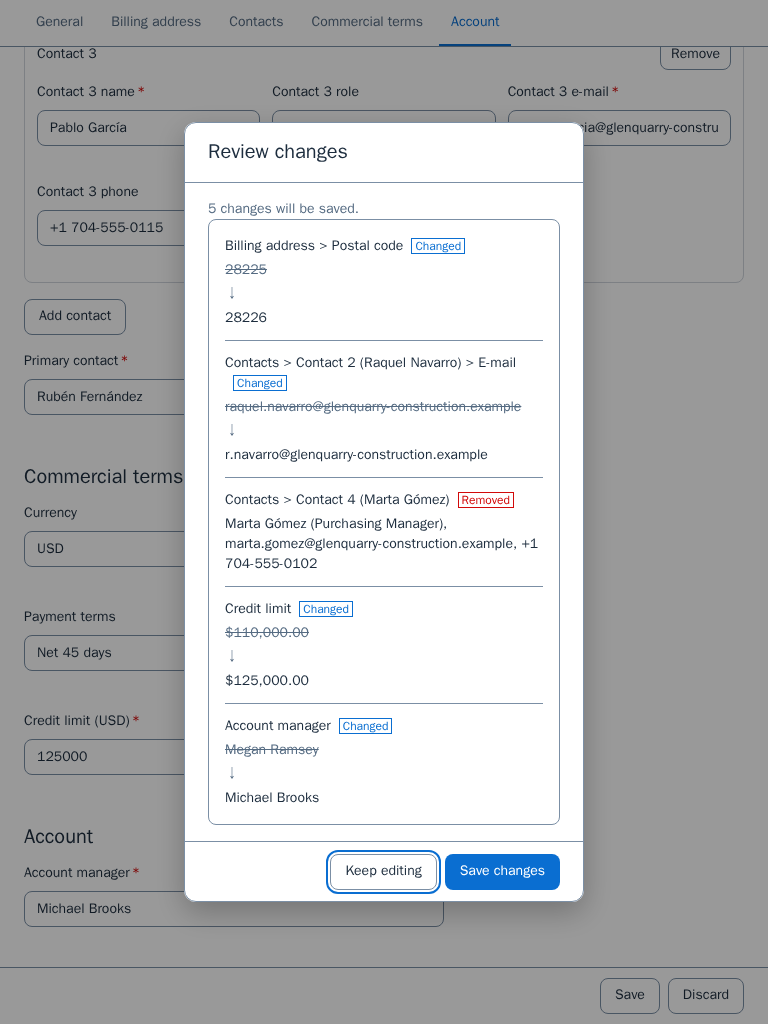 General Billing address Contacts Commercial terms Account
Contact 3 Remove
Contact 3 name * Contact 3 role Contact 3 e-mail *
Pablo García cia@glenquarry-constru
Contact 3 phone
+1 704-555-0115
Add contact
Primary contact *
Rubén Fernández
Commercial terms
Currency
USD
Payment terms
Net 45 days
Credit limit (USD) *
125000
Account
Account manager *
Michael Brooks
Save Discard
Review changes
5 changes will be saved.
Billing address > Postal code Changed
28225
↓
28226
Contacts > Contact 2 (Raquel Navarro) > E-mail
Changed
raquel.navarro@glenquarry-construction.example
↓
r.navarro@glenquarry-construction.example
Contacts > Contact 4 (Marta Gómez) Removed
Marta Gómez (Purchasing Manager),
marta.gomez@glenquarry-construction.example, +1
704-555-0102
Credit limit Changed
$110,000.00
↓
$125,000.00
Account manager Changed
Megan Ramsey
↓
Michael Brooks
Keep editing Save changes